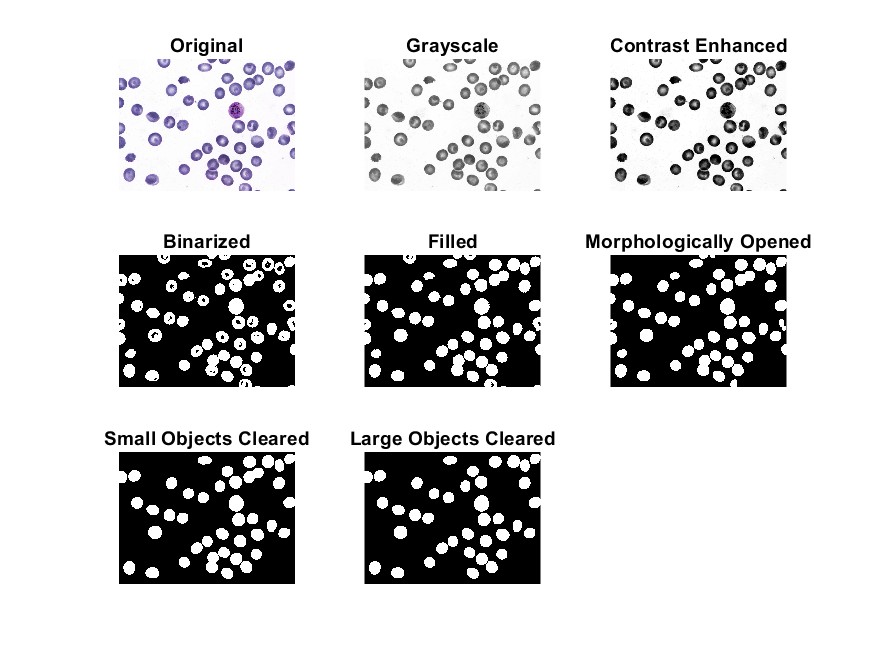 Original
Grayscale
Contrast Enhanced
Binarized
Filled
Morphologically Opened
Small Objects Cleared
Large Objects Cleared